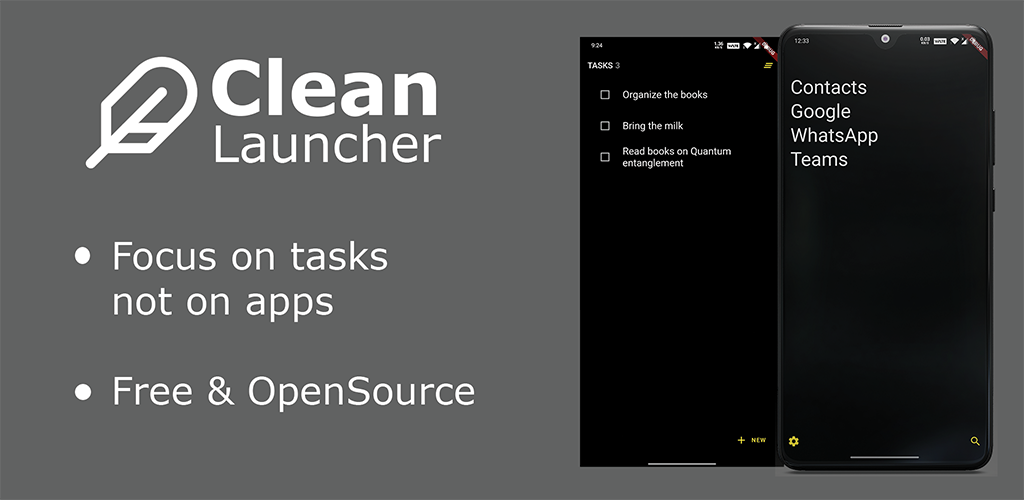 Clean
Launcher
• Focus on tasks
not on apps
• Free & OpenSource
9:24
TASKS 3
Organize the books
Bring the milk
Read books on Quantum
entanglement
+ NEW
12:33
Contacts
Google
WhatsApp
Teams